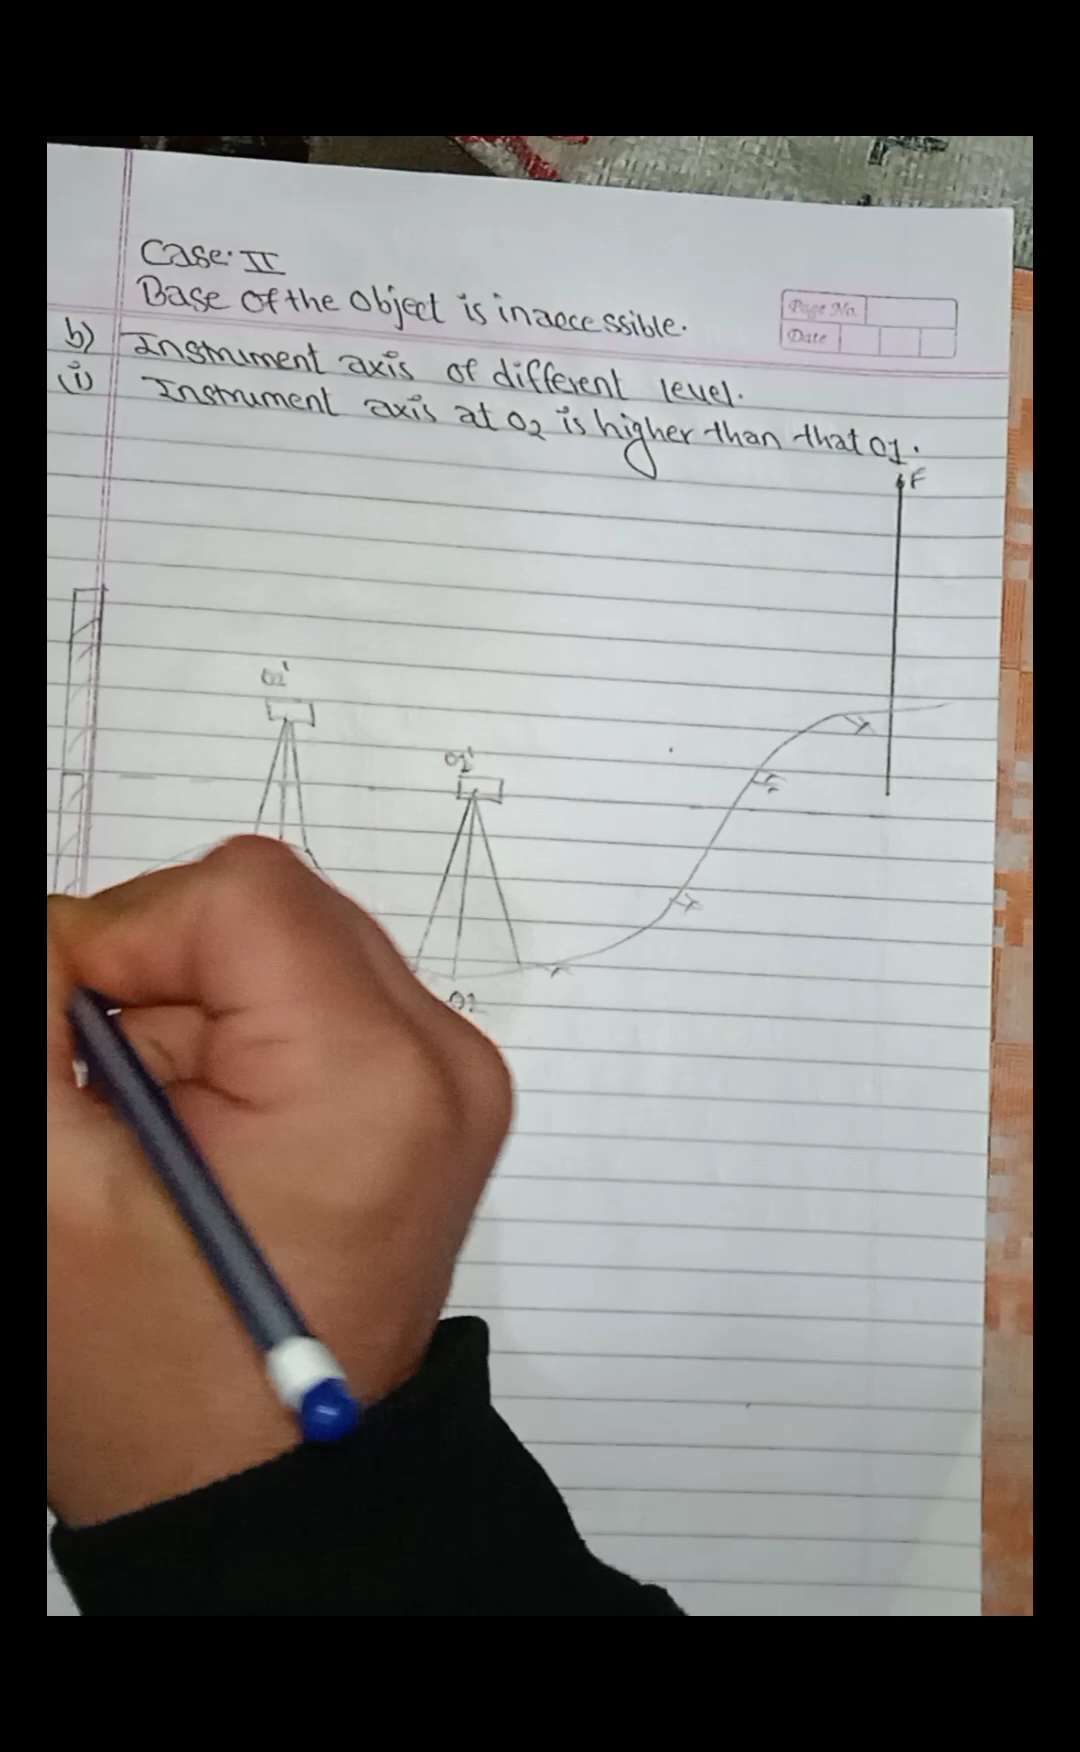 Case. II
Base of the object is inaccessible.
Page No.
Date
b) Instrument axis of different level.
(i) Instrument axis at O2 is higher than that O1.
F
O2'
O1'
O1